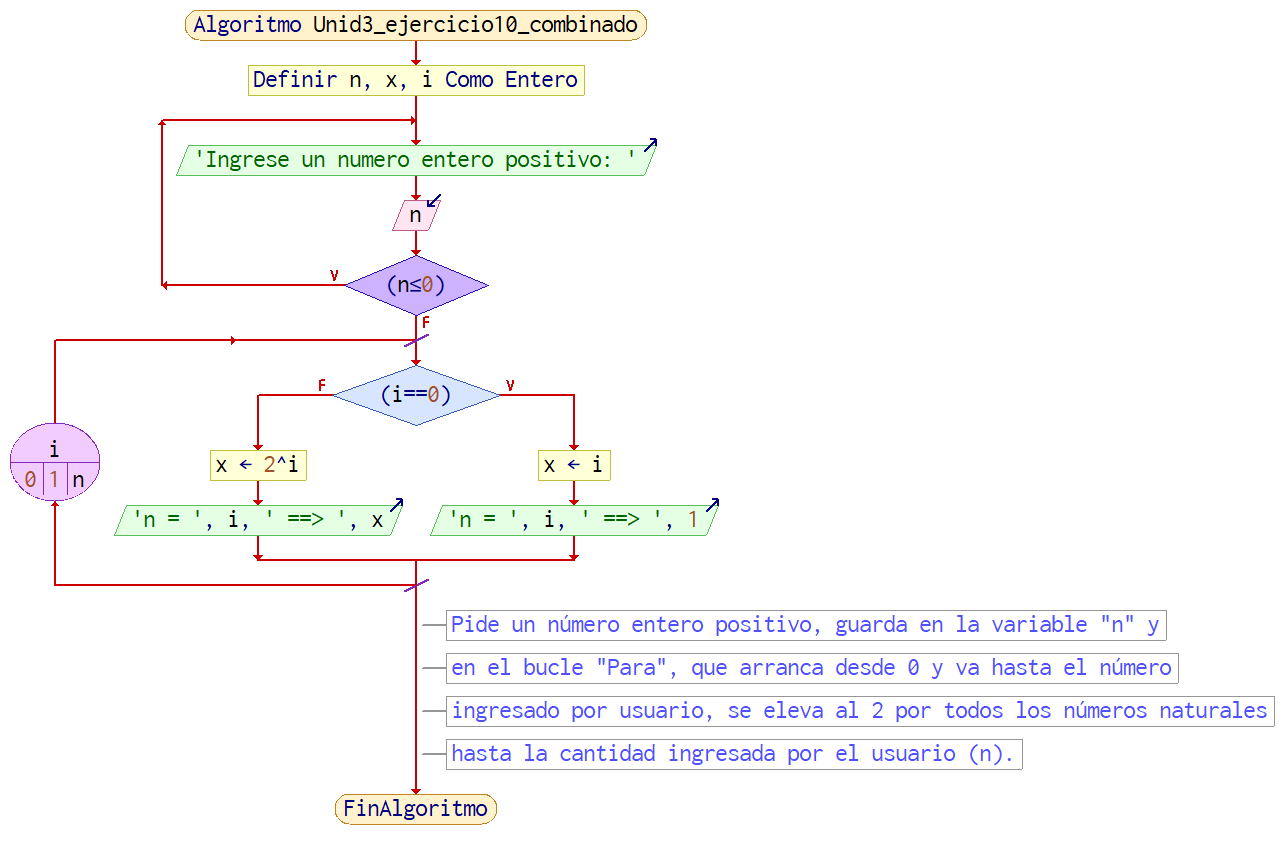 Algoritmo Unid3_ejercicio10_combinado
Definir n, x, i Como Entero
'Ingrese un numero entero positivo: '
n
V
(n≤0)
F
F
(i==0)
V
i
0 1 n
x ← 2^i
x ← i
'n = ', i, ' ==> ', x
'n = ', i, ' ==> ', 1
Pide un número entero positivo, guarda en la variable "n" y
en el bucle "Para", que arranca desde 0 y va hasta el número
ingresado por usuario, se eleva al 2 por todos los números naturales
hasta la cantidad ingresada por el usuario (n).
FinAlgoritmo